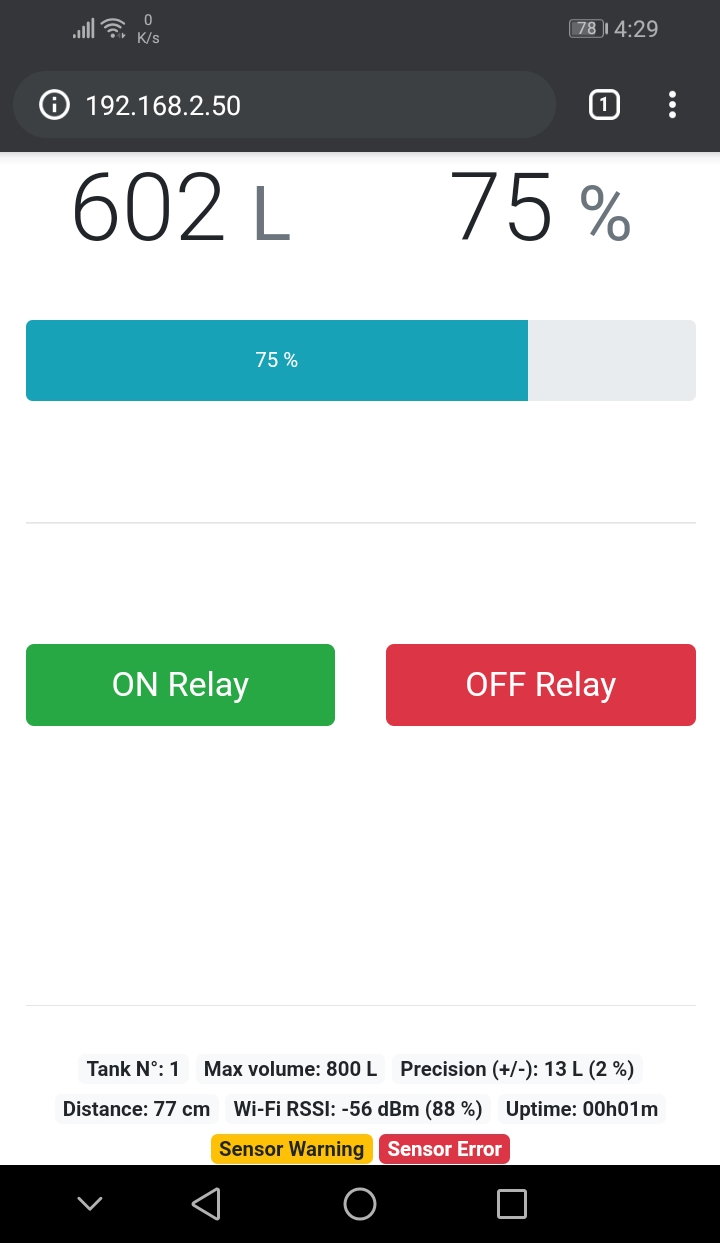 0
K/s
78 4:29
192.168.2.50
1
602 L 75 %
75 %
ON Relay OFF Relay
Tank N°: 1 Max volume: 800 L Precision (+/-): 13 L (2 %)
Distance: 77 cm Wi-Fi RSSI: -56 dBm (88 %) Uptime: 00h01m
Sensor Warning Sensor Error